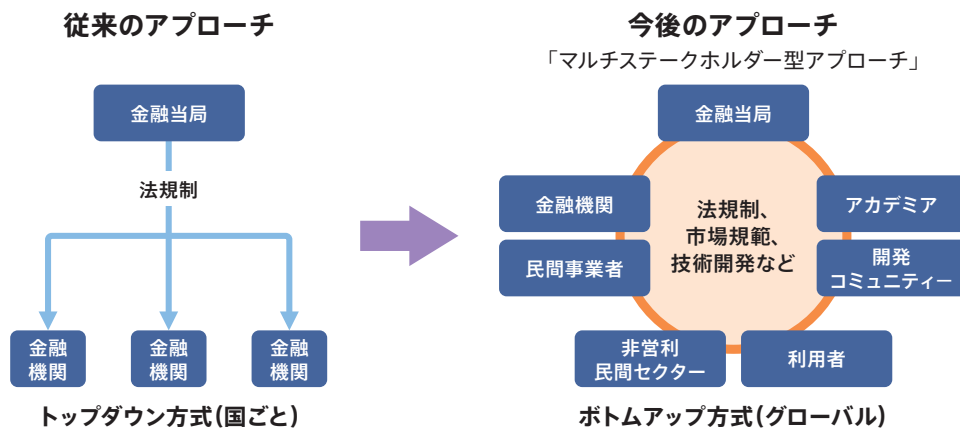 従来のアプローチ
金融当局
法規制
金融
機関
金融
機関
金融
機関
トップダウン方式(国ごと)
今後のアプローチ
「マルチステークホルダー型アプローチ」
金融当局
金融機関
アカデミア
民間事業者
開発
コミュニティー
法規制、
市場規範、
技術開発など
非営利
民間セクター
利用者
ボトムアップ方式(グローバル)